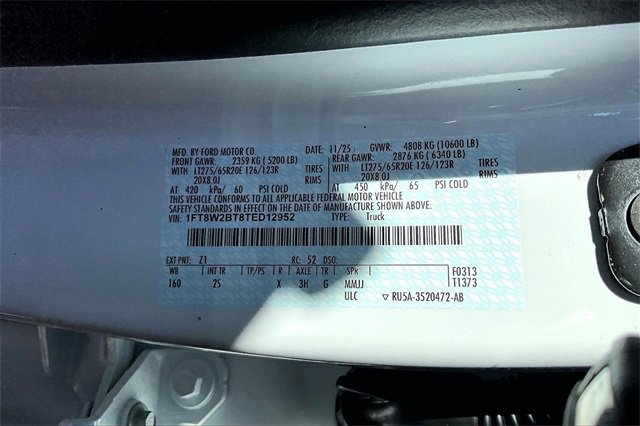 MFD. BY FORD MOTOR CO. 11/25 GVWR: 4808 KG (10600 LB)
FRONT GAWR: 2359 KG (5200 LB) REAR GAWR: 2876 KG (6340 LB)
WITH LT275/65R20E 126/123R TIRES WITH LT275/65R20E 126/123R TIRES
20X8.0J RIMS 20X8.0J RIMS
AT 420 kPa/ 60 PSI COLD AT 450 kPa/ 65 PSI COLD
THIS VEHICLE CONFORMS TO ALL APPLICABLE FEDERAL MOTOR VEHICLE
SAFETY STANDARDS IN EFFECT ON THE DATE OF MANUFACTURE SHOWN ABOVE.
VIN: 1FT8W2BT8TED12952 TYPE: Truck
EXT PNT: Z1 RC: 52 DSO:
WB INT TR TP/PS R AXLE TR SPR F0313
160 2S X 3H G MMJJ T1373
ULC RU5A-3520472-AB